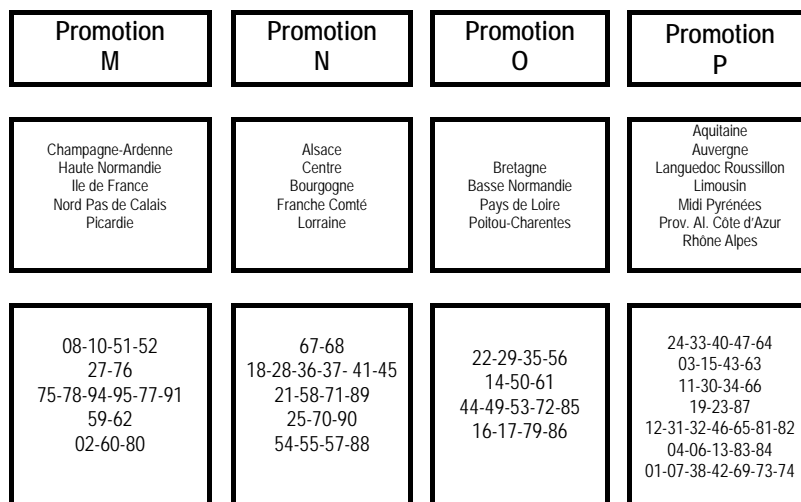 Promotion
M
Promotion
N
Promotion
O
Promotion
P
Champagne-Ardenne
Haute Normandie
Ile de France
Nord Pas de Calais
Picardie
Alsace
Centre
Bourgogne
Franche Comté
Lorraine
Bretagne
Basse Normandie
Pays de Loire
Poitou-Charentes
Aquitaine
Auvergne
Languedoc Roussillon
Limousin
Midi Pyrénées
Prov. Al. Côte d'Azur
Rhône Alpes
08-10-51-52
27-76
75-78-94-95-77-91
59-62
02-60-80
67-68
18-28-36-37- 41-45
21-58-71-89
25-70-90
54-55-57-88
22-29-35-56
14-50-61
44-49-53-72-85
16-17-79-86
24-33-40-47-64
03-15-43-63
11-30-34-66
19-23-87
12-31-32-46-65-81-82
04-06-13-83-84
01-07-38-42-69-73-74